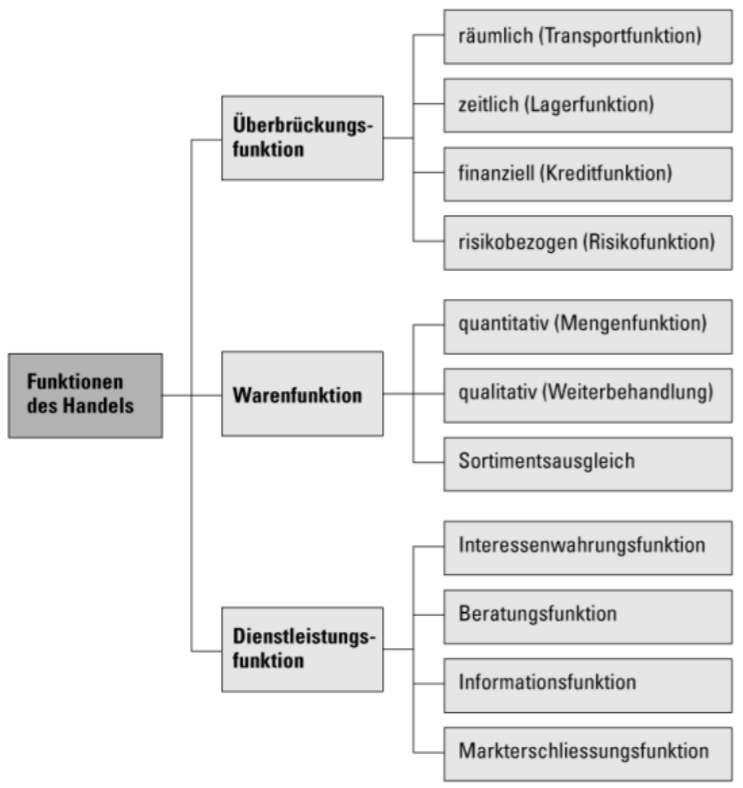 Funktionen
des Handels
Überbrückungs-
funktion
räumlich (Transportfunktion)
zeitlich (Lagerfunktion)
finanziell (Kreditfunktion)
risikobezogen (Risikofunktion)
Warenfunktion
quantitativ (Mengenfunktion)
qualitativ (Weiterbehandlung)
Sortimentsausgleich
Dienstleistungs-
funktion
Interessenwahrungsfunktion
Beratungsfunktion
Informationsfunktion
Markterschliessungsfunktion